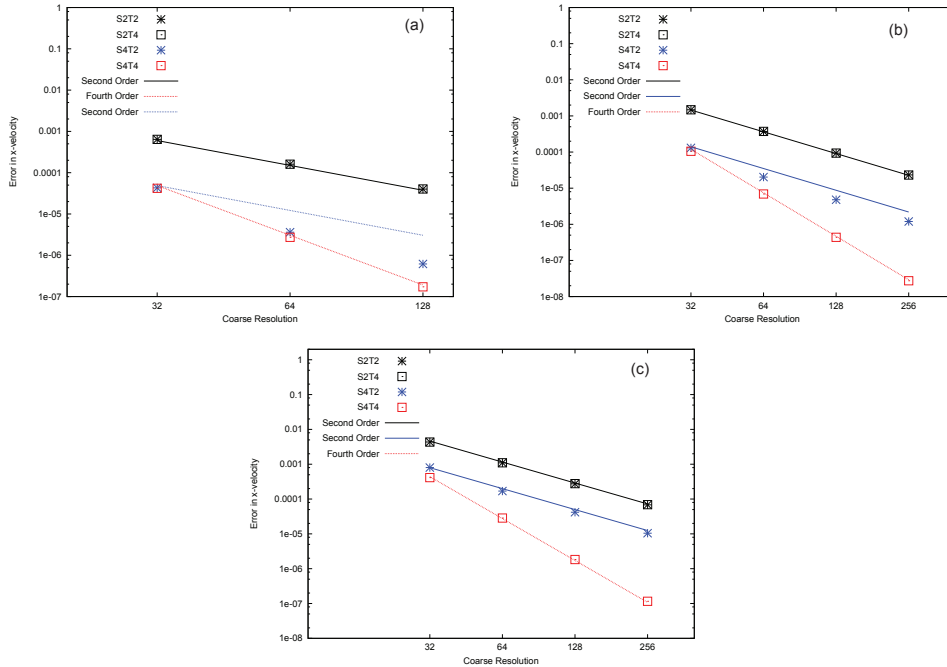 (a)
S2T2
S2T4
S4T2
S4T4
Second Order
Fourth Order
Second Order
1
0.1
0.01
0.001
0.0001
1e-05
1e-06
1e-07
Error in x-velocity
32 64 128
Coarse Resolution
(b)
S2T2
S2T4
S4T2
S4T4
Second Order
Second Order
Fourth Order
1
0.1
0.01
0.001
0.0001
1e-05
1e-06
1e-07
1e-08
Error in x-velocity
32 64 128 256
Coarse Resolution
(c)
S2T2
S2T4
S4T2
S4T4
Second Order
Second Order
Fourth Order
1
0.1
0.01
0.001
0.0001
1e-05
1e-06
1e-07
1e-08
Error in x-velocity
32 64 128 256
Coarse Resolution